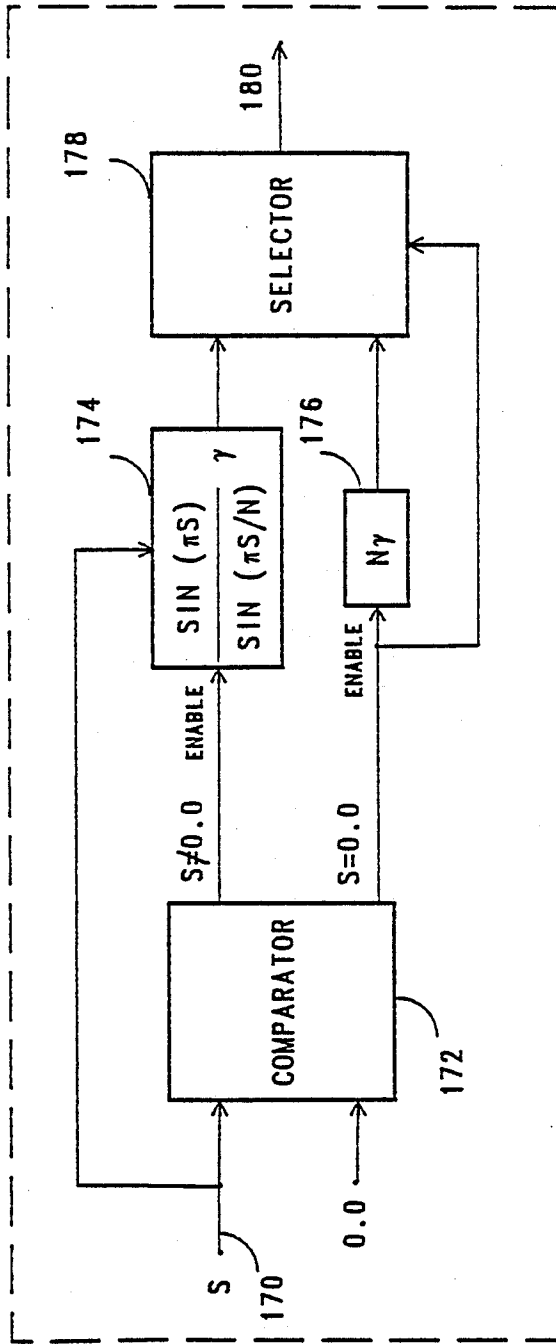 S
170
0.0
COMPARATOR
172
S≠0.0
ENABLE
S=0.0
ENABLE
174
SIN (πS)
SIN (πS/N)
γ
176
Nγ
178
SELECTOR
180